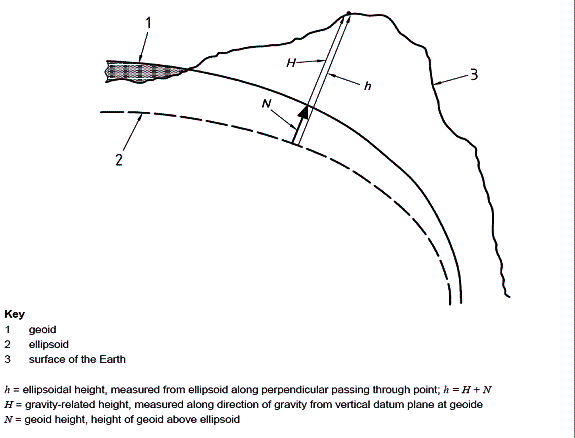 1
H
h
3
N
2
Key
1 geoid
2 ellipsoid
3 surface of the Earth
h = ellipsoidal height, measured from ellipsoid along perpendicular passing through point; h = H + N
H = gravity-related height, measured along direction of gravity from vertical datum plane at geoide
N = geoid height, height of geoid above ellipsoid